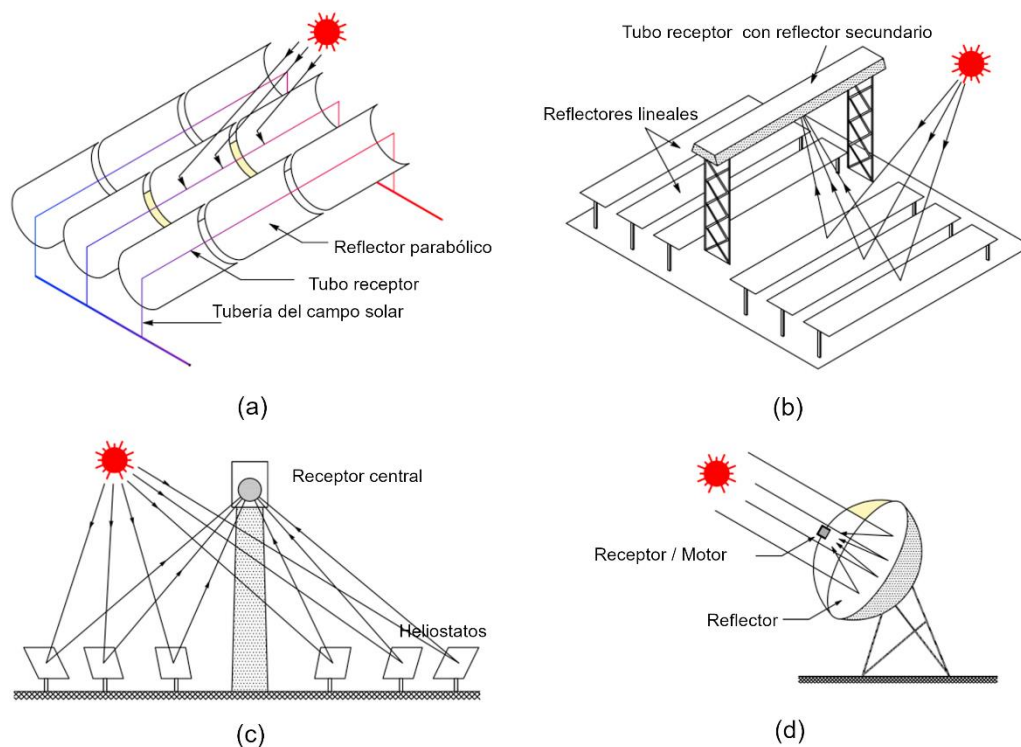 Reflector parabólico
Tubo receptor
Tubería del campo solar
(a)
Tubo receptor con reflector secundario
Reflectores lineales
(b)
Receptor central
Heliostatos
(c)
Receptor / Motor
Reflector
(d)